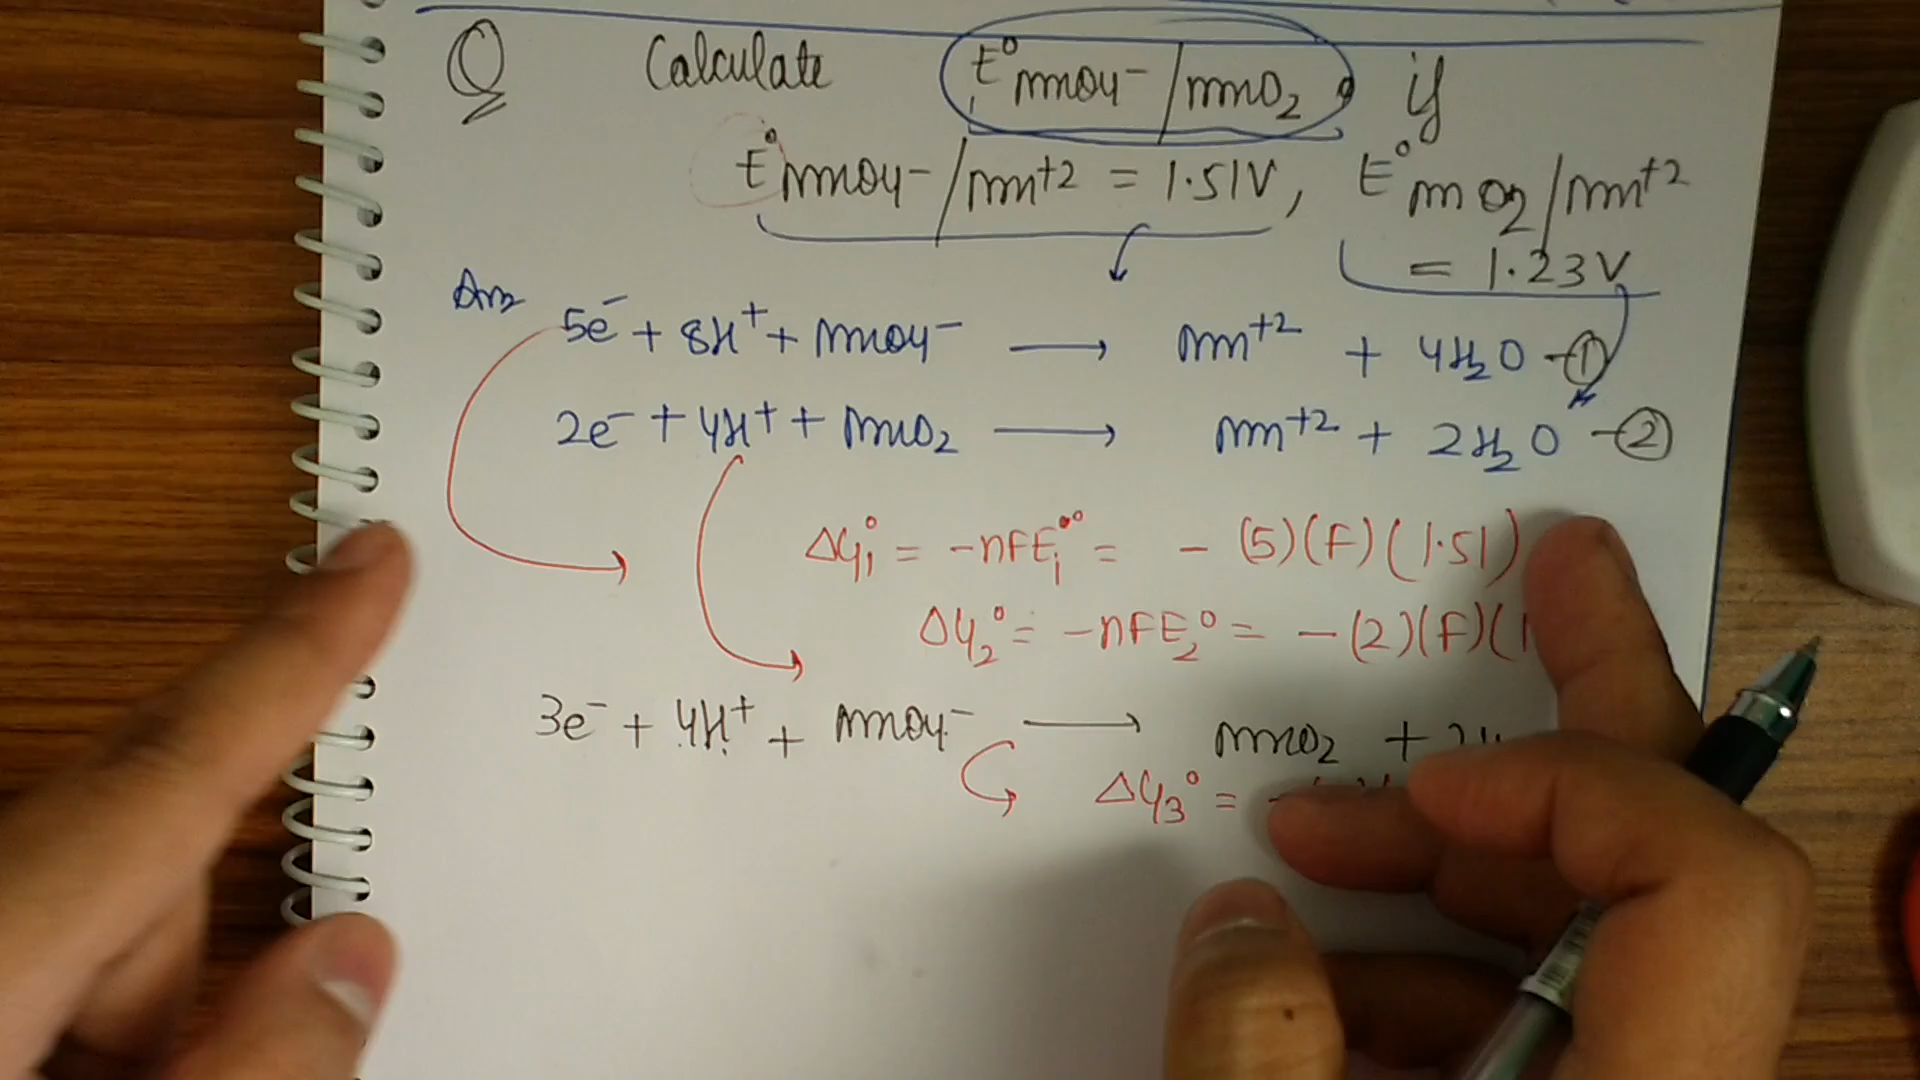 Q Calculate E°MnO4⁻/MnO2, if
E°MnO4⁻/Mn+2 = 1.51V, E°MnO2/Mn+2
= 1.23V
Ans
5e⁻ + 8H⁺ + MnO4⁻ → Mn+2 + 4H2O -①
2e⁻ + 4H⁺ + MnO2 → Mn+2 + 2H2O -②
ΔG1° = -nFE1° = -(5)(F)(1.51)
ΔG2° = -nFE2° = -(2)(F)(1
3e⁻ + 4H⁺ + MnO4⁻ → MnO2 + 2H
ΔG3° = -